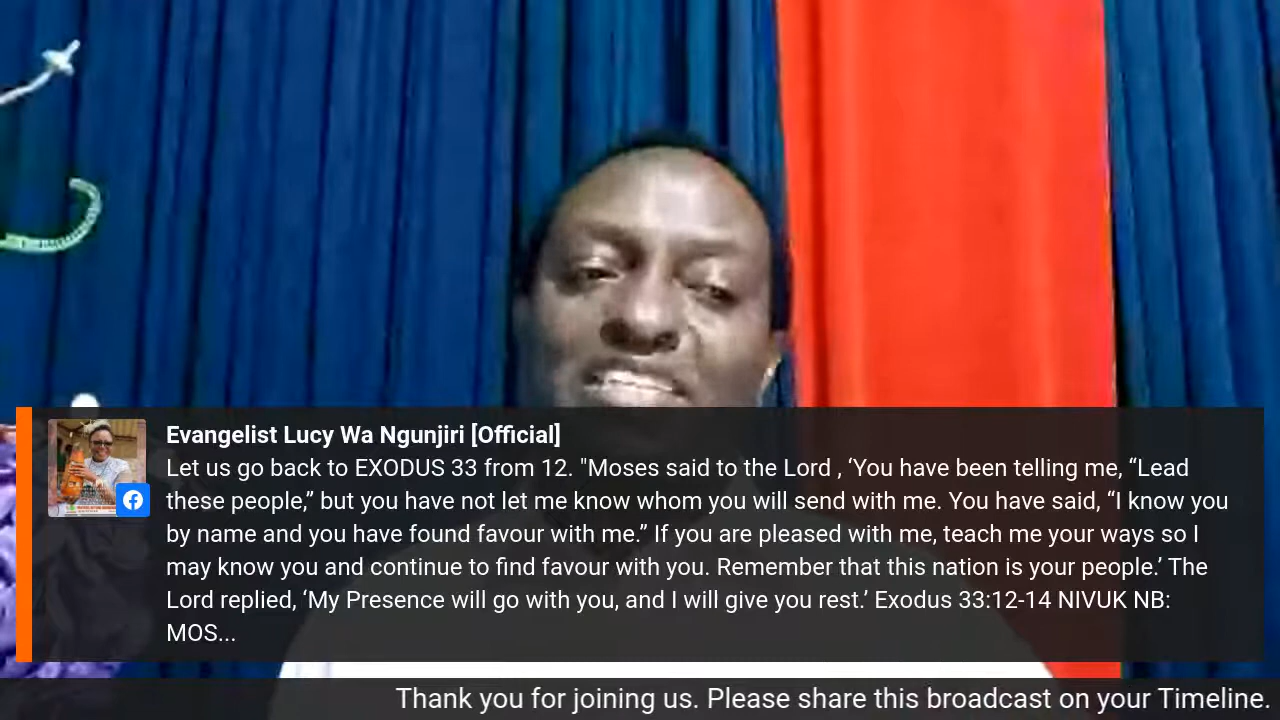 Evangelist Lucy Wa Ngunjiri [Official]
Let us go back to EXODUS 33 from 12. "Moses said to the Lord , ‘You have been telling me, “Lead
these people,” but you have not let me know whom you will send with me. You have said, “I know you
by name and you have found favour with me.” If you are pleased with me, teach me your ways so I
may know you and continue to find favour with you. Remember that this nation is your people.’ The
Lord replied, ‘My Presence will go with you, and I will give you rest.’ Exodus 33:12-14 NIVUK NB:
MOS...
Thank you for joining us. Please share this broadcast on your Timeline.